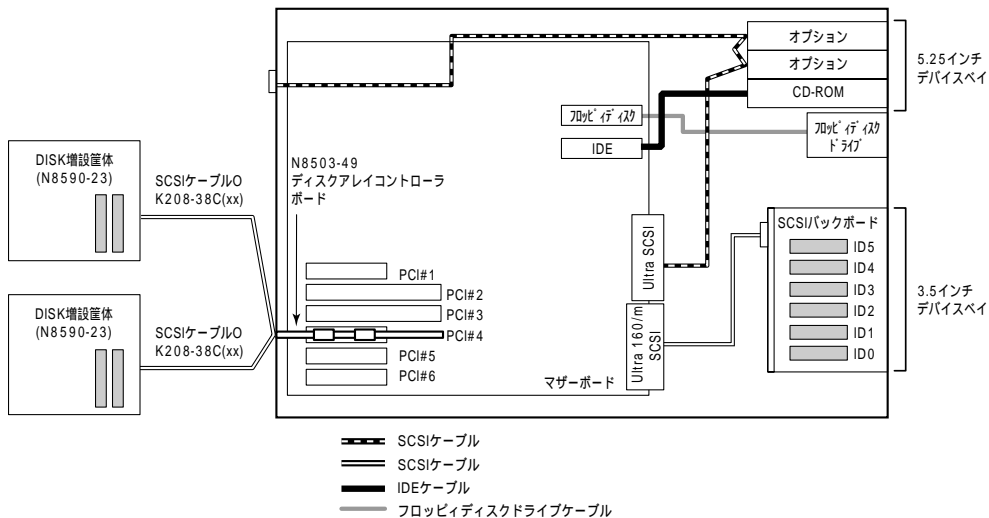 オプション
オプション
CD-ROM
5.25インチ
デバイスベイ
フロッピィディスク
フロッピィディスク
ドライブ
IDE
DISK増設筐体
(N8590-23)
SCSIケーブルO
K208-38C(xx)
N8503-49
ディスクアレイコントローラ
ボード
SCSIバックボード
ID5
ID4
ID3
ID2
ID1
ID0
3.5インチ
デバイスベイ
Ultra SCSI
Ultra 160/m
SCSI
PCI#1
PCI#2
PCI#3
PCI#4
PCI#5
PCI#6
DISK増設筐体
(N8590-23)
SCSIケーブルO
K208-38C(xx)
マザーボード
SCSIケーブル
SCSIケーブル
IDEケーブル
フロッピィディスクドライブケーブル